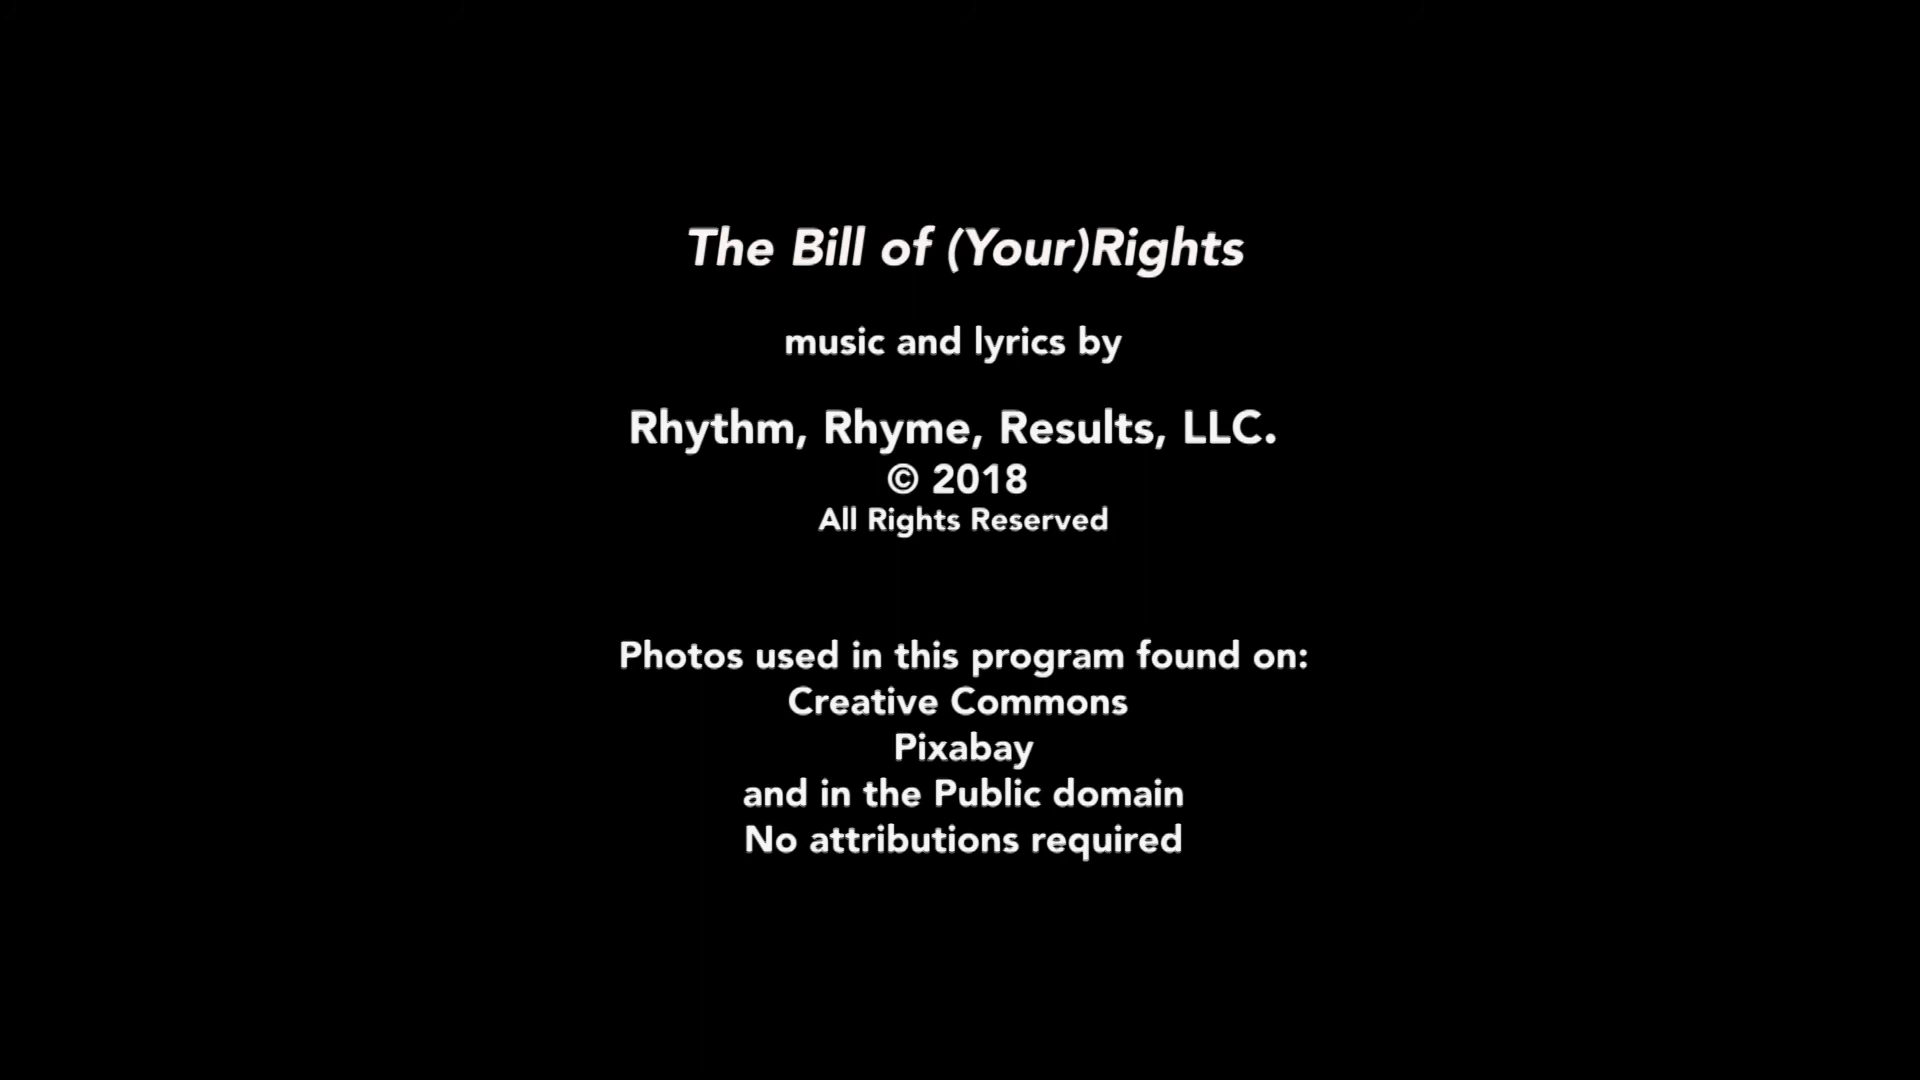 The Bill of (Your)Rights
music and lyrics by
Rhythm, Rhyme, Results, LLC.
© 2018
All Rights Reserved
Photos used in this program found on:
Creative Commons
Pixabay
and in the Public domain
No attributions required